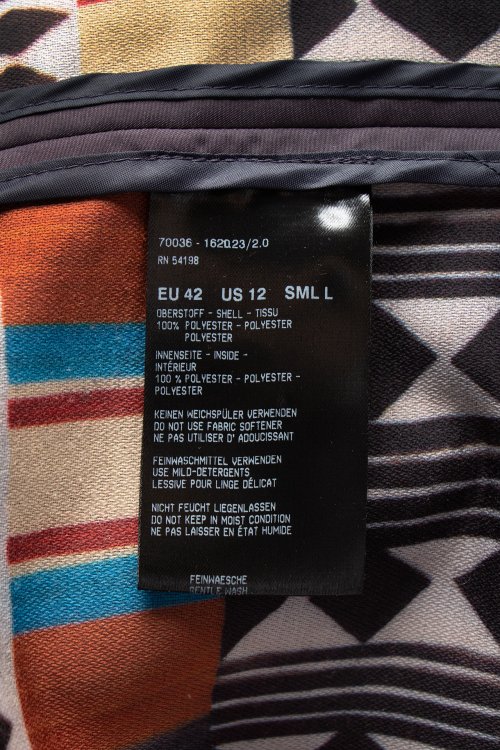 70036 - 1620.23/2.0
RN 54198
EU 42 US 12 SML L
OBERSTOFF - SHELL - TISSU
100% POLYESTER - POLYESTER
POLYESTER
INNENSEITE - INSIDE -
INTÉRIEUR
100 % POLYESTER - POLYESTER -
POLYESTER
KEINEN WEICHSPÜLER VERWENDEN
DO NOT USE FABRIC SOFTENER
NE PAS UTILISER D' ADOUCISSANT
FEINWASCHMITTEL VERWENDEN
USE MILD-DETERGENTS
LESSIVE POUR LINGE DÉLICAT
NICHT FEUCHT LIEGENLASSEN
DO NOT KEEP IN MOIST CONDITION
NE PAS LAISSER EN ÉTAT HUMIDE
FEINWAESCHE
GENTLE WASH